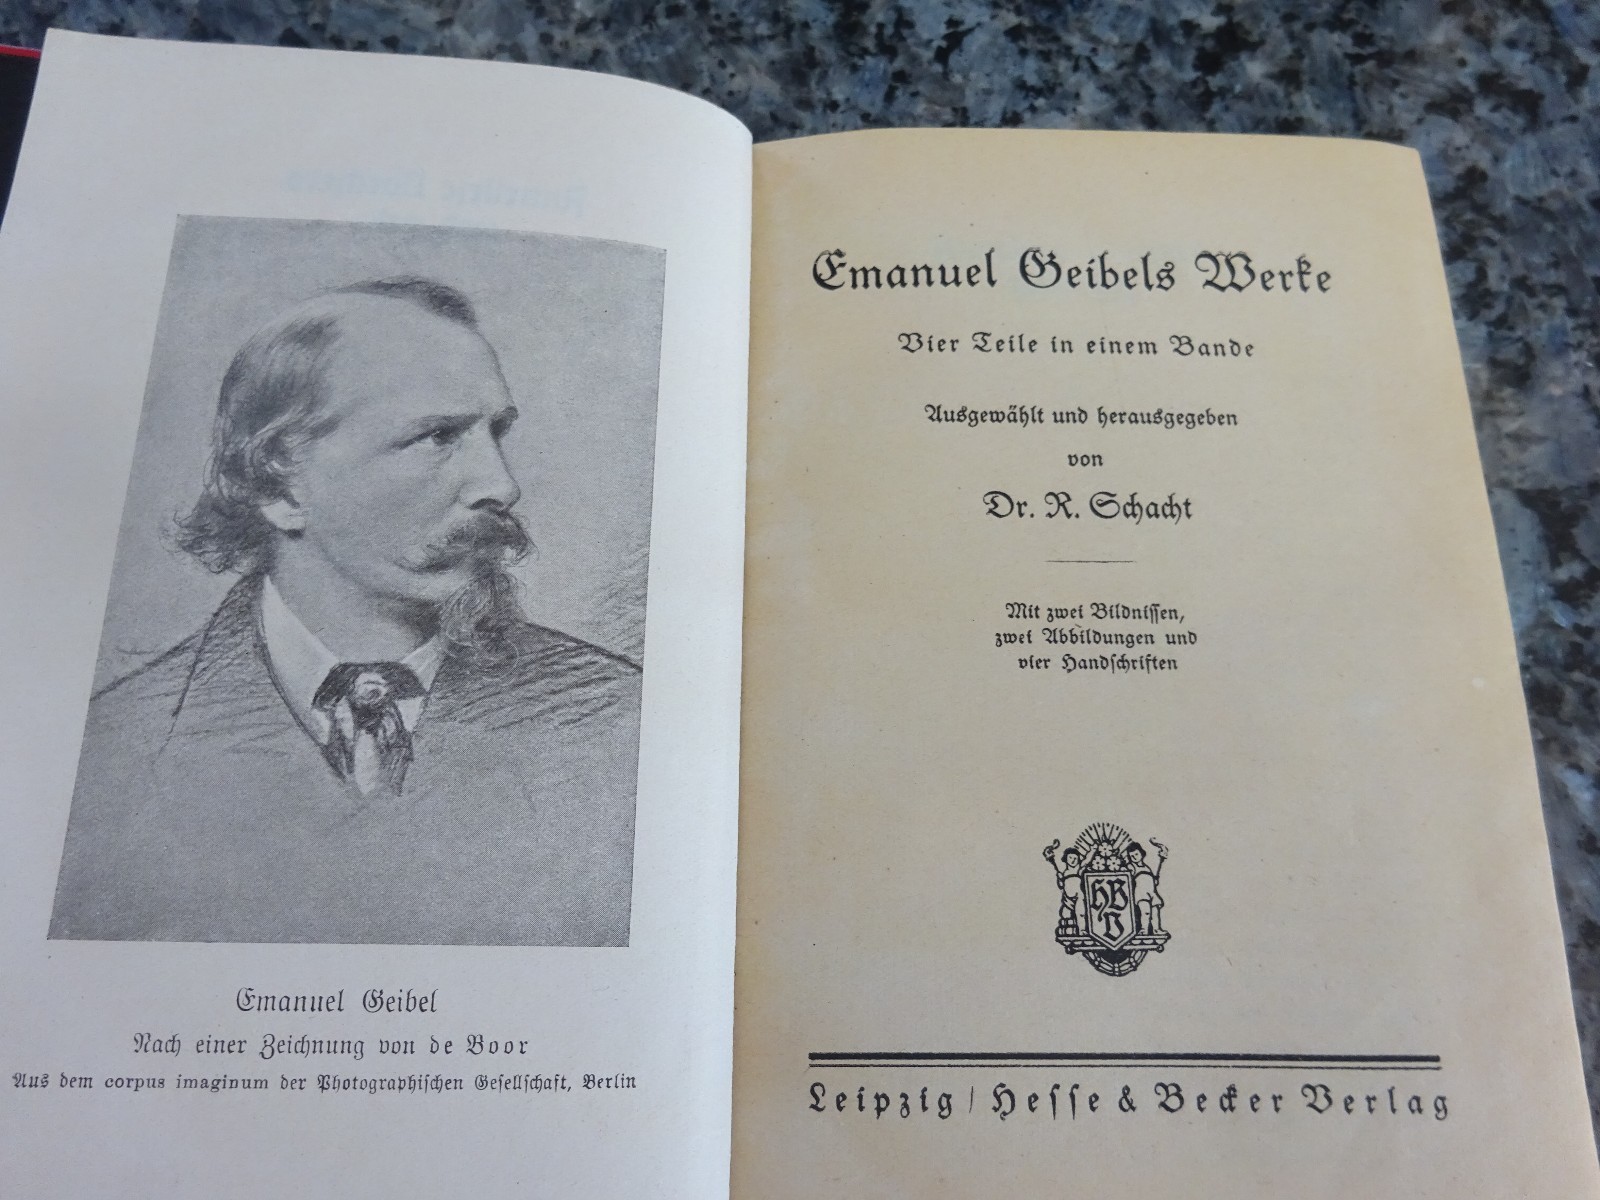 Emanuel Geibel
Nach einer Zeichnung von de Boor
Aus dem corpus imaginum der Photographischen Gesellschaft, Berlin
Emanuel Geibels Werke
Vier Teile in einem Bande
Ausgewählt und herausgegeben
von
Dr. R. Schacht
Mit zwei Bildnissen,
zwei Abbildungen und
vier Handschriften
HB
V
Leipzig / Hesse & Becker Verlag